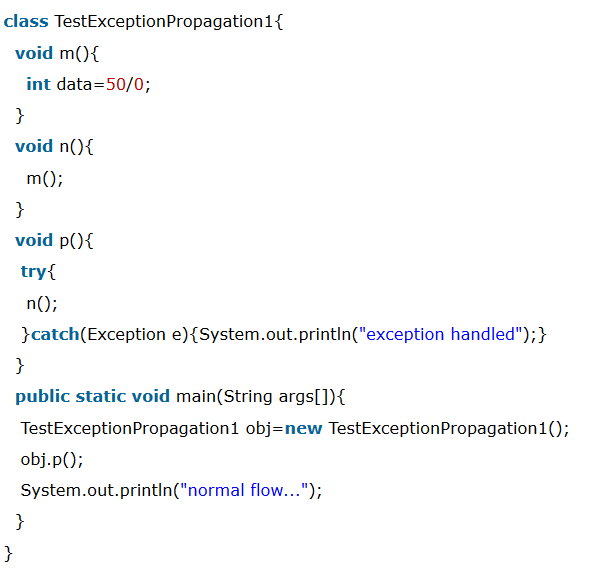 class TestExceptionPropagation1{
void m(){
int data=50/0;
}
void n(){
m();
}
void p(){
try{
n();
}catch(Exception e){System.out.println("exception handled");}
}
public static void main(String args[]){
TestExceptionPropagation1 obj=new TestExceptionPropagation1();
obj.p();
System.out.println("normal flow...");
}
}